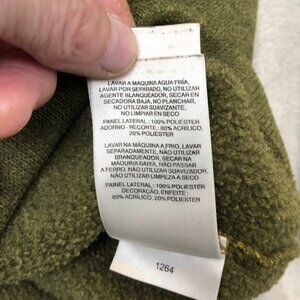 LAVAR A MÁQUINA AGUA FRÍA,
LAVAR POR SEPARADO, NO UTILIZAR
AGENTE BLANQUEADOR, SECAR EN
SECADORA BAJA, NO PLANCHAR,
NO UTILIZAR SUAVIZANTE,
NO LIMPIAR EN SECO
PANEL LATERAL : 100% POLIÉSTER
ADORNO - RECORTE : 80% ACRÍLICO,
20% POLIÉSTER
LAVAR NA MÁQUINA A FRIO, LAVAR
SEPARADAMENTE, NÃO UTILIZAR
BRANQUEADOR, SECAR NA
MÁQUINA BAIXA, NÃO PASSAR
A FERRO, NÃO UTILIZAR SUAVIZADOR,
NÃO UTILIZAR LIMPEZA A SECO
PAINEL LATERAL : 100% POLIÉSTER
DECORAÇÃO, ENFEITE :
80% ACRÍLICO, 20% POLIÉSTER
1264